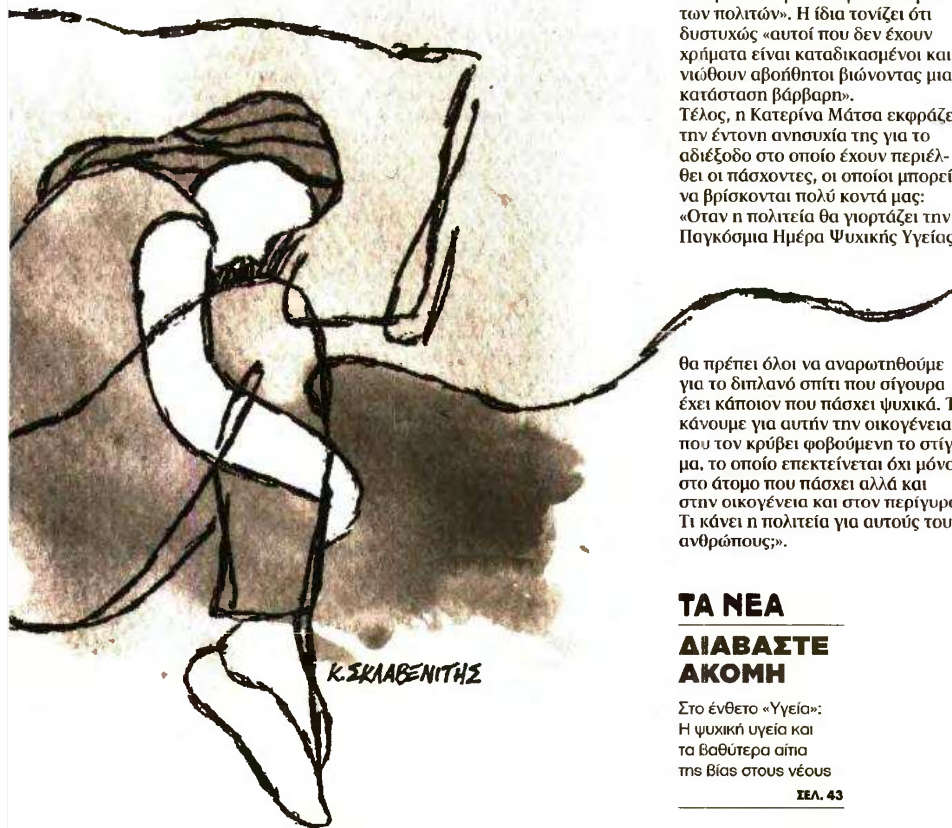 των πολιτών». Η ίδια τονίζει ότι
δυστυχώς «αυτοί που δεν έχουν
χρήματα είναι καταδικασμένοι και
νιώθουν αβοήθητοι βιώνοντας μια
κατάσταση βάρβαρη».
Τέλος, η Κατερίνα Μάτσα εκφράζε
την έντονη ανησυχία της για το
αδιέξοδο στο οποίο έχουν περιέλ-
θει οι πάσχοντες, οι οποίοι μπορεί
να βρίσκονται πολύ κοντά μας:
«Οταν η πολιτεία θα γιορτάζει την
Παγκόσμια Ημέρα Ψυχικής Υγείας
θα πρέπει όλοι να αναρωτηθούμε
για το διπλανό σπίτι που σίγουρα
έχει κάποιον που πάσχει ψυχικά. Τ
κάνουμε για αυτήν την οικογένεια
που τον κρύβει φοβούμενη το στίγ
μα, το οποίο επεκτείνεται όχι μόνο
στο άτομο που πάσχει αλλά και
στην οικογένεια και στον περίγυρο
Τι κάνει η πολιτεία για αυτούς του
ανθρώπους;».
Κ. ΣΚΛΑΒΕΝΙΤΗΣ
ΤΑ ΝΕΑ
ΔΙΑΒΑΣΤΕ
ΑΚΟΜΗ
Στο ένθετο «Υγεία»:
Η ψυχική υγεία και
τα βαθύτερα αίτια
της βίας στους νέους
ΣΕΛ. 43